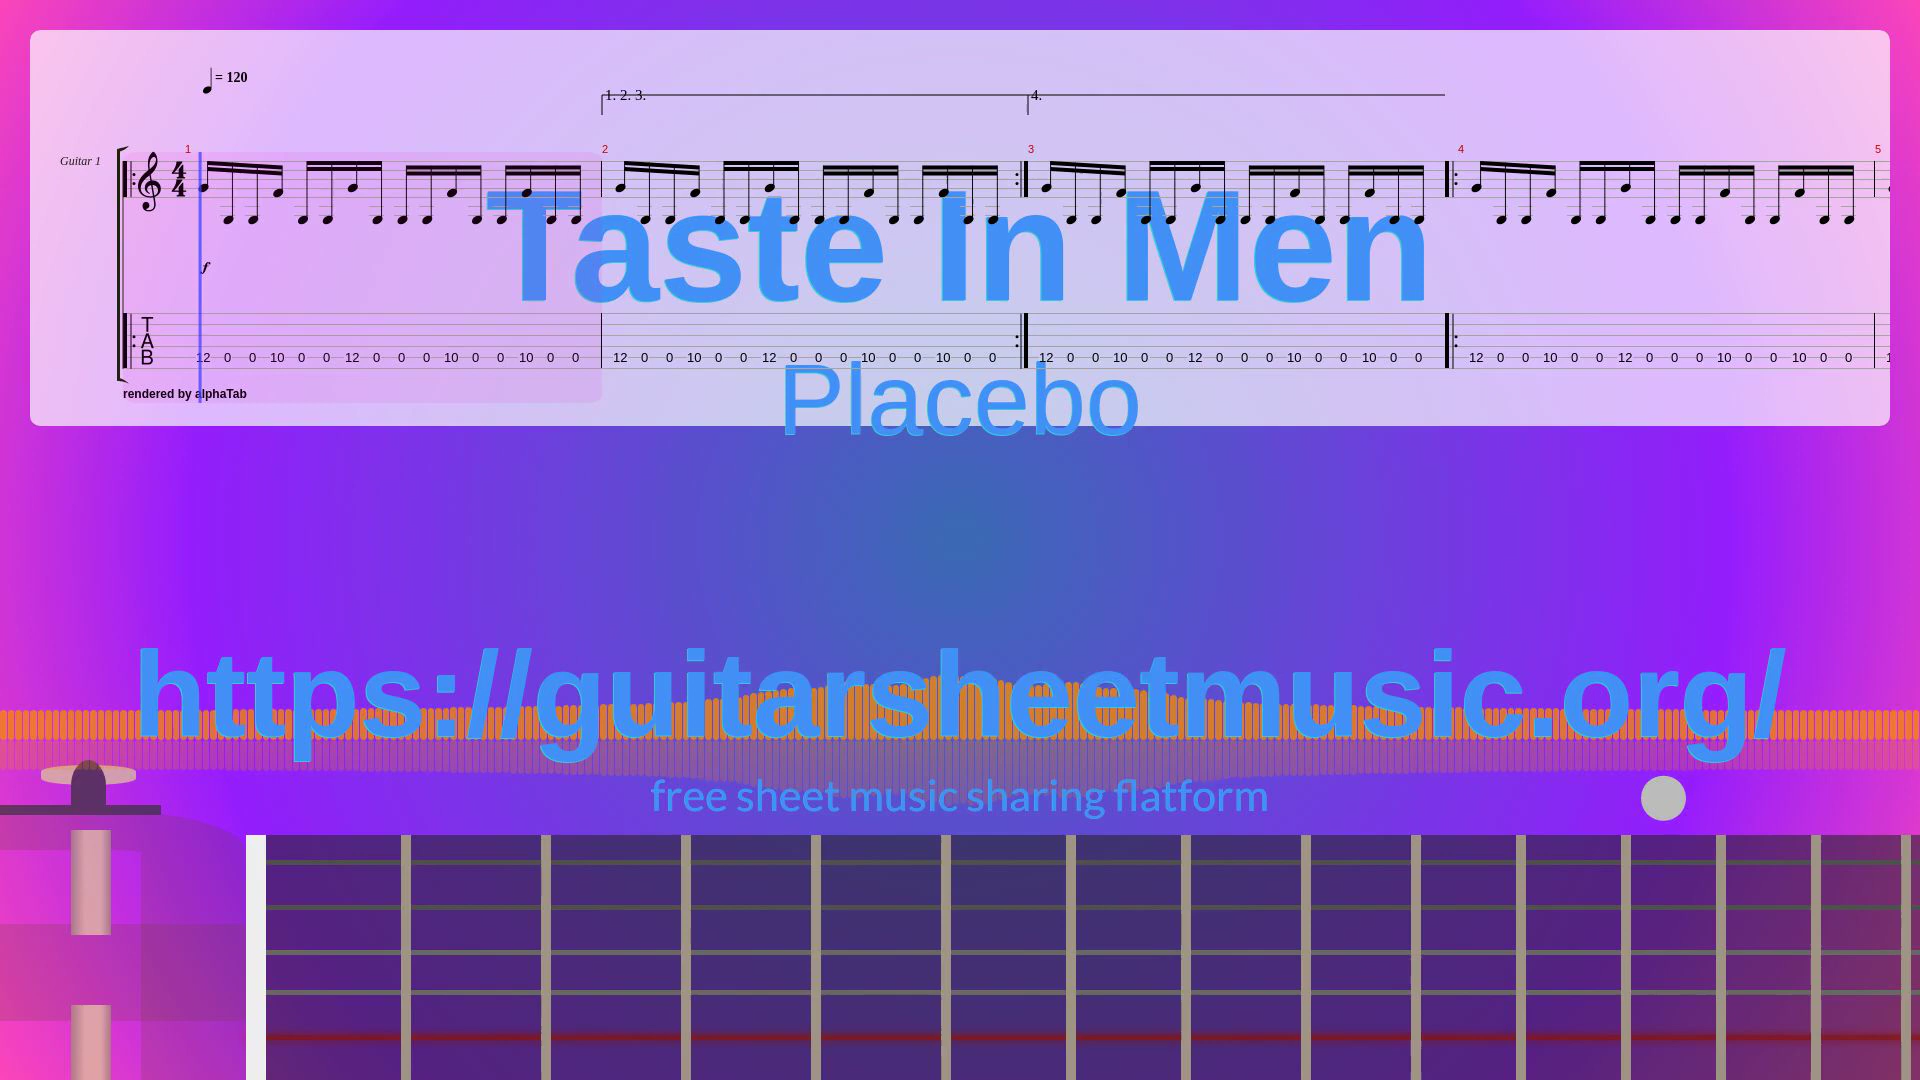 = 120
1. 2. 3.
4.
1
2
3
4
5
Guitar 1
4
4
Taste In Men
f
T
A
B
12 0 0 10 0 0 12 0 0 0 10 0 0 10 0 0
12 0 0 10 0 0 12 0 0 0 10 0 0 10 0 0
12 0 0 10 0 0 12 0 0 0 10 0 0 10 0 0
12 0 0 10 0 0 12 0 0 0 10 0 0 10 0 0
rendered by alphaTab
Placebo
https://guitarsheetmusic.org/
free sheet music sharing flatform